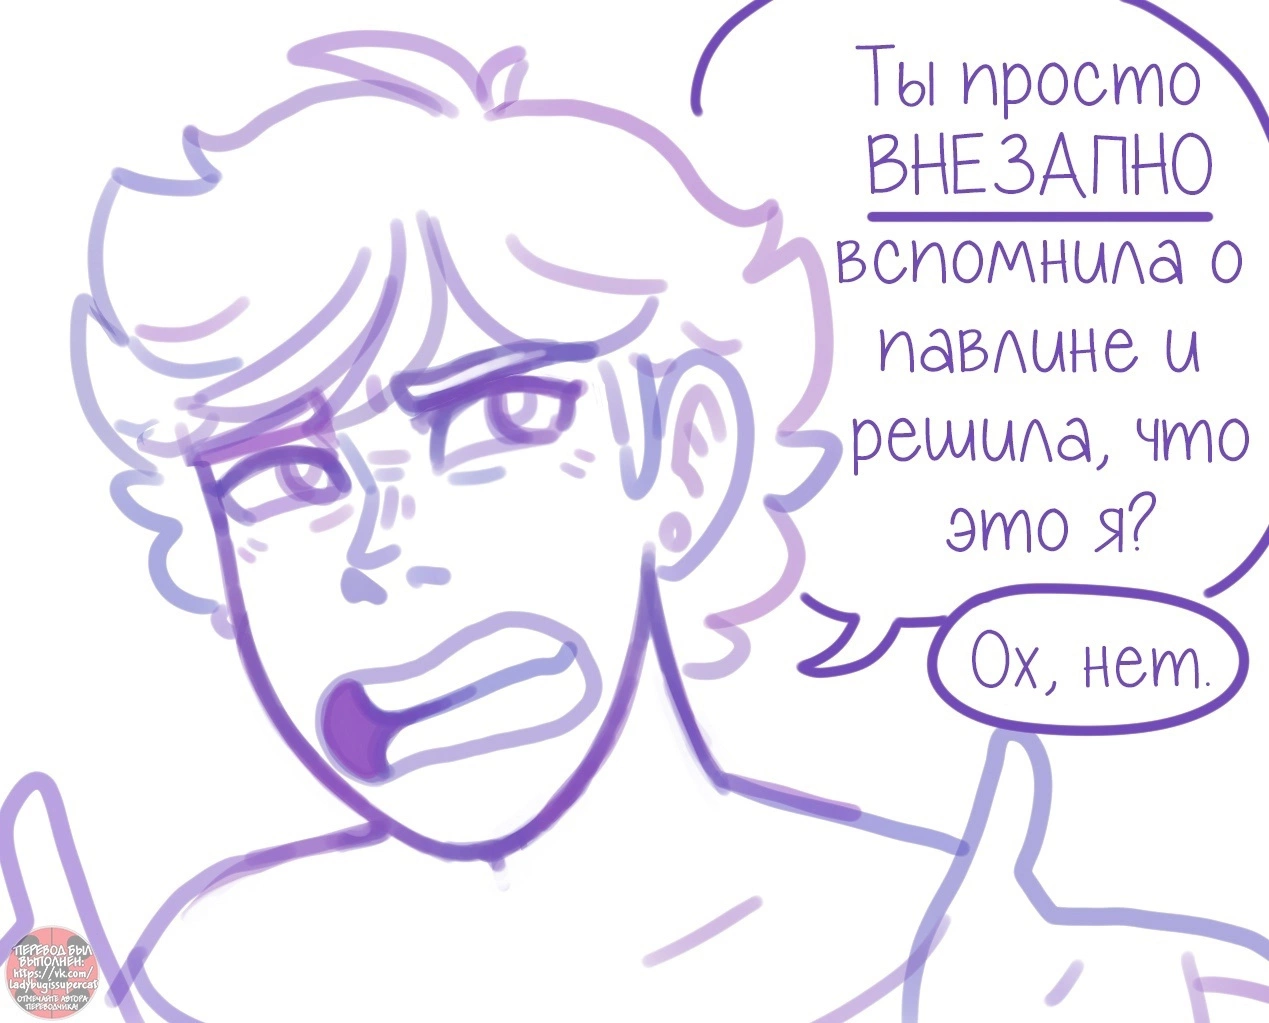 Ты просто
ВНЕЗАПНО
вспомнила о
павлине и
решила, что
это я?
Ох, нет.
ПЕРЕВОД БЫЛ
ВЫПОЛНЕН:
https://vk.com/
ladybugissupercat
ОТМЕЧАЙТЕ АВТОРА
ПЕРЕВОДЧИКА!